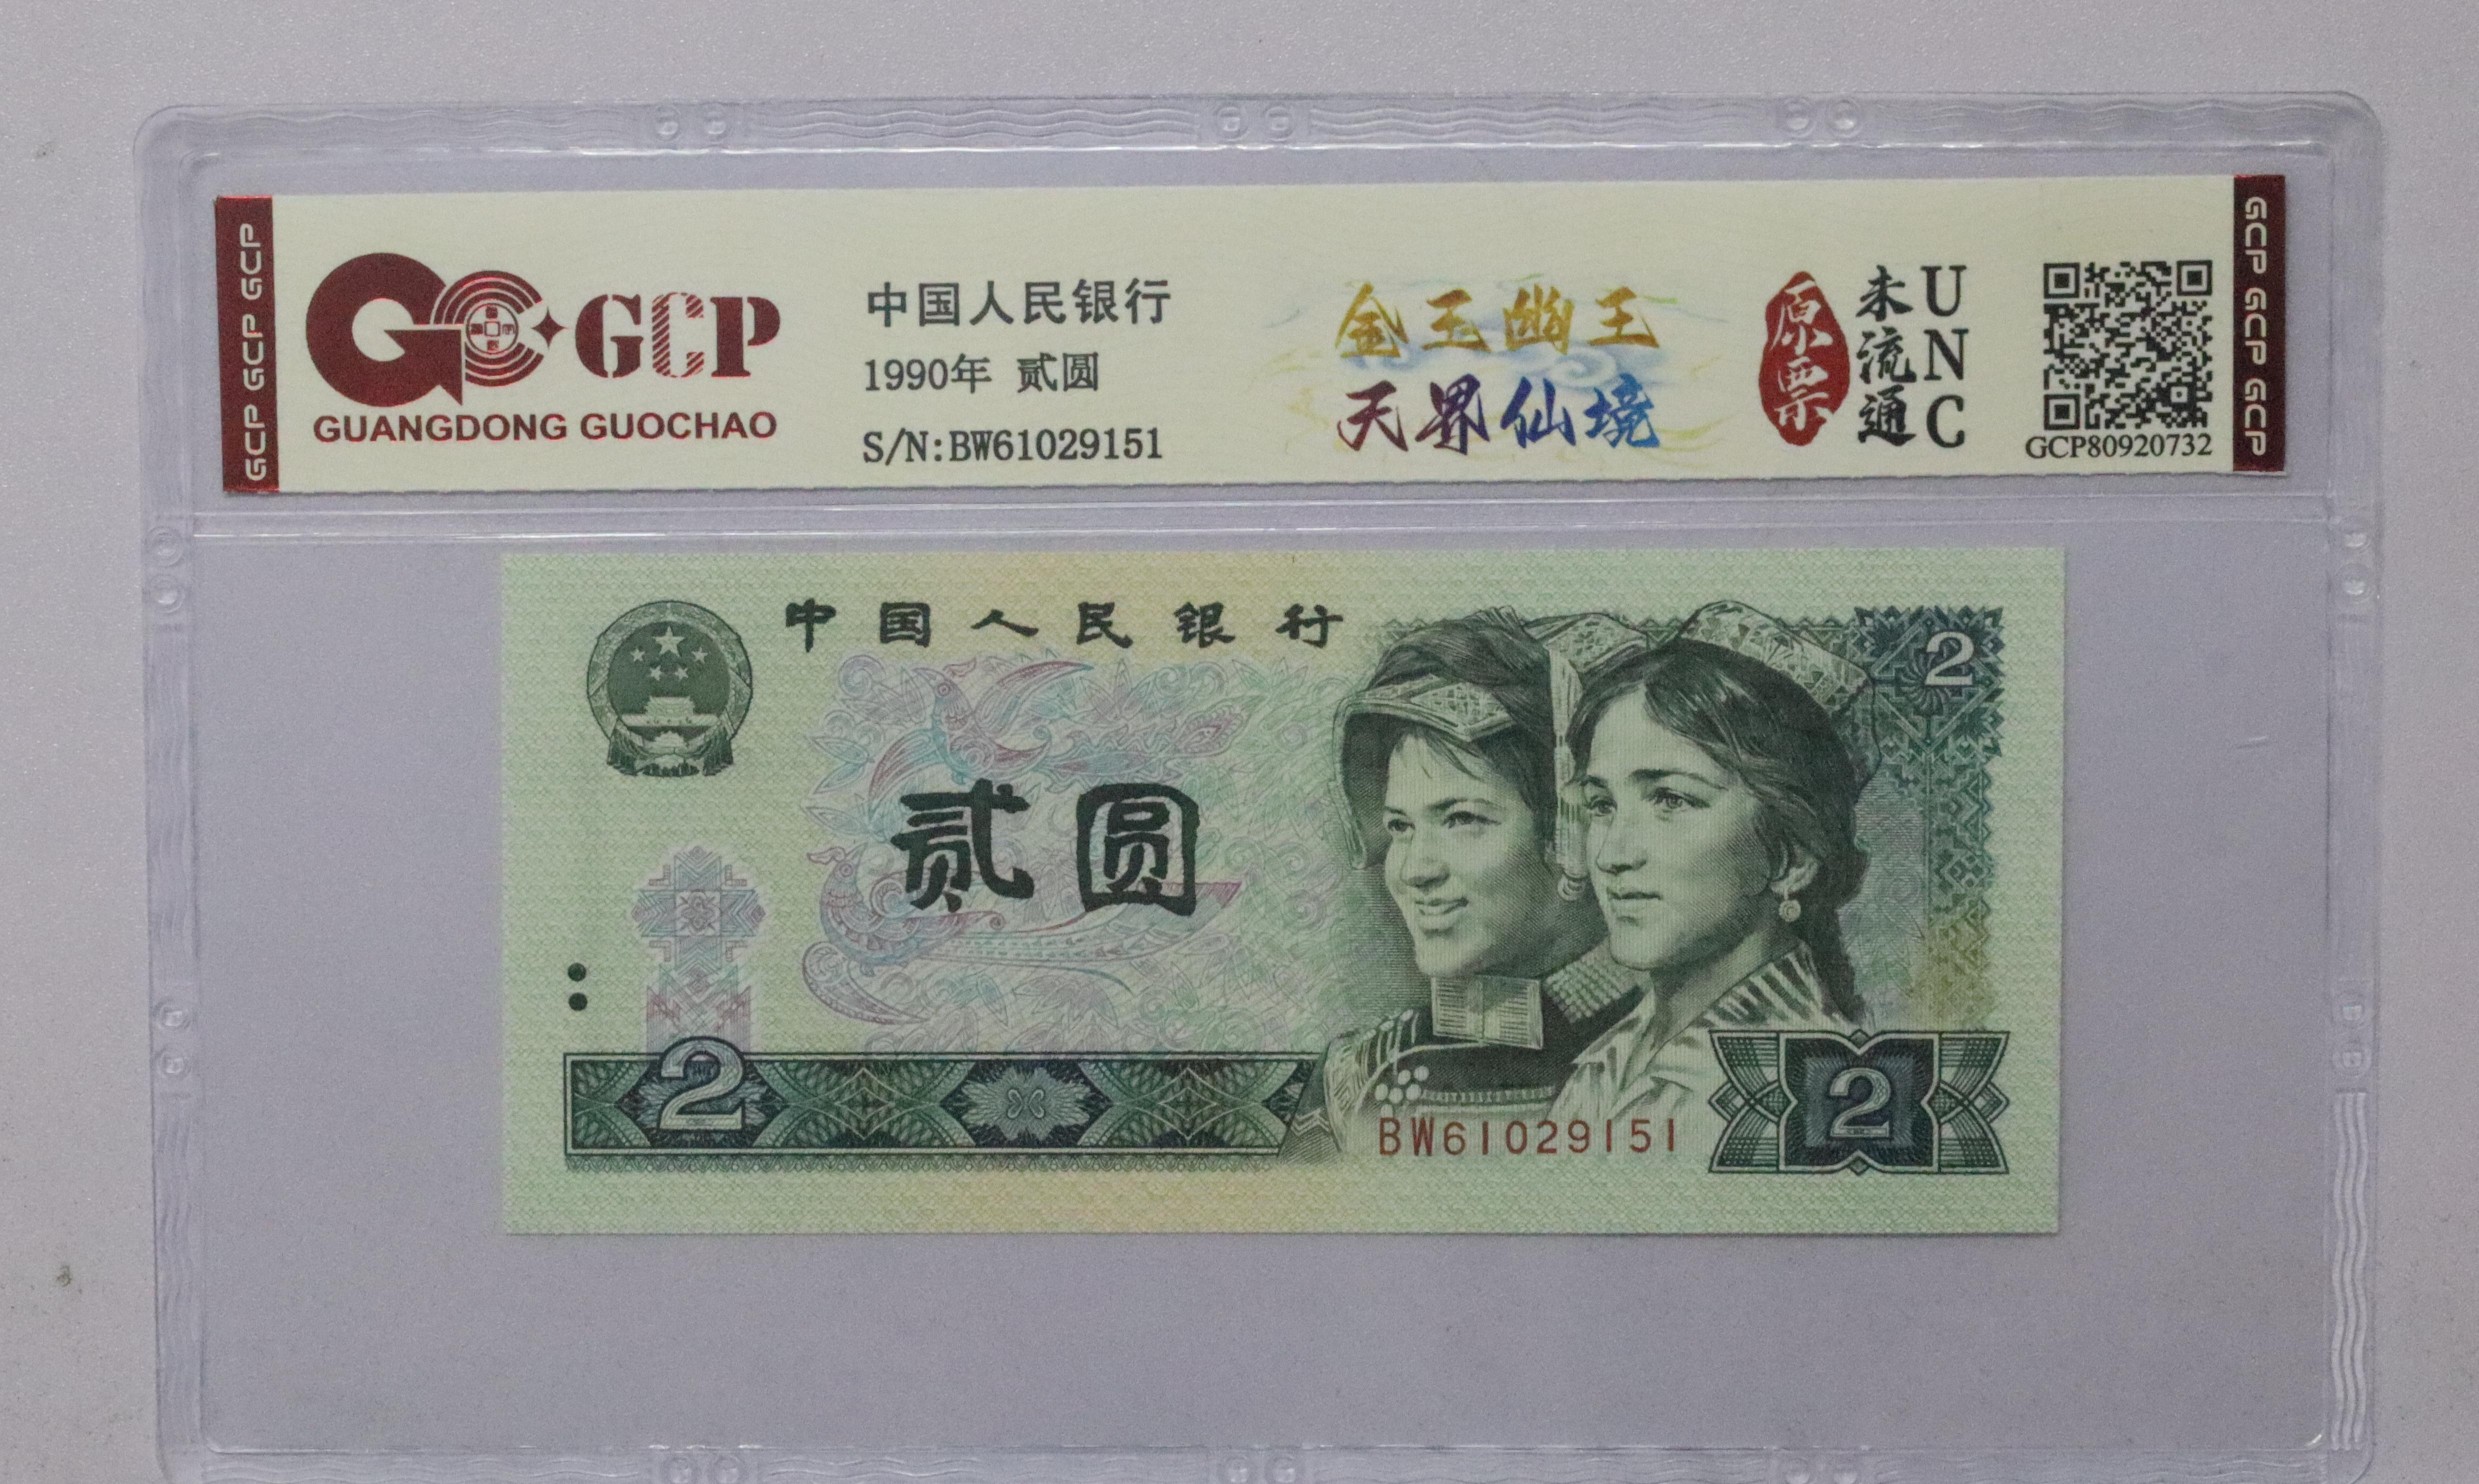 GCP GCP GCP
GCP
GUANGDONG GUOCHAO
中国人民银行
1990年 贰圆
S/N:BW61029151
金玉幽王
天界仙境
原票
未流通
UNC
GCP80920732
GCP GCP GCP
中国人民银行
2
贰圆
2
2
BW61029151